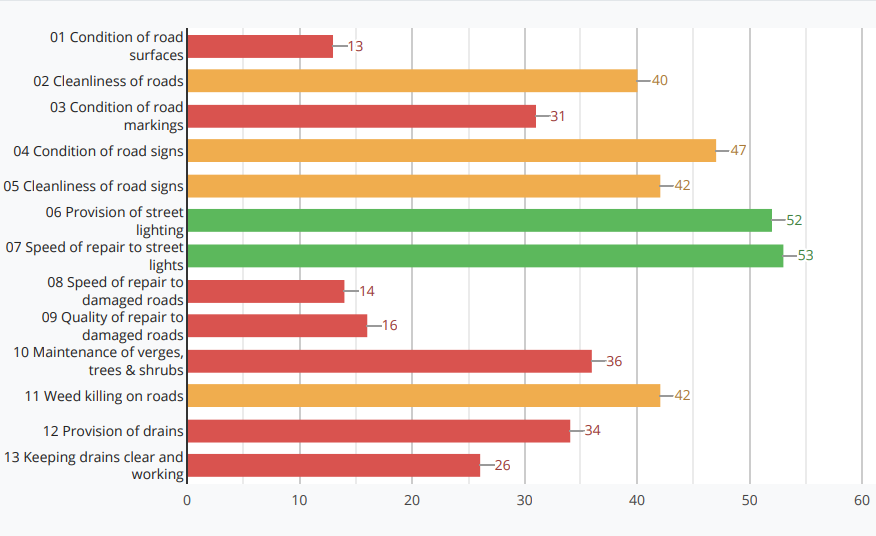 01 Condition of road
surfaces
13
02 Cleanliness of roads
40
03 Condition of road
markings
31
04 Condition of road signs
47
05 Cleanliness of road signs
42
06 Provision of street
lighting
52
07 Speed of repair to street
lights
53
08 Speed of repair to
damaged roads
14
09 Quality of repair to
damaged roads
16
10 Maintenance of verges,
trees & shrubs
36
11 Weed killing on roads
42
12 Provision of drains
34
13 Keeping drains clear and
working
26
0 10 20 30 40 50 60